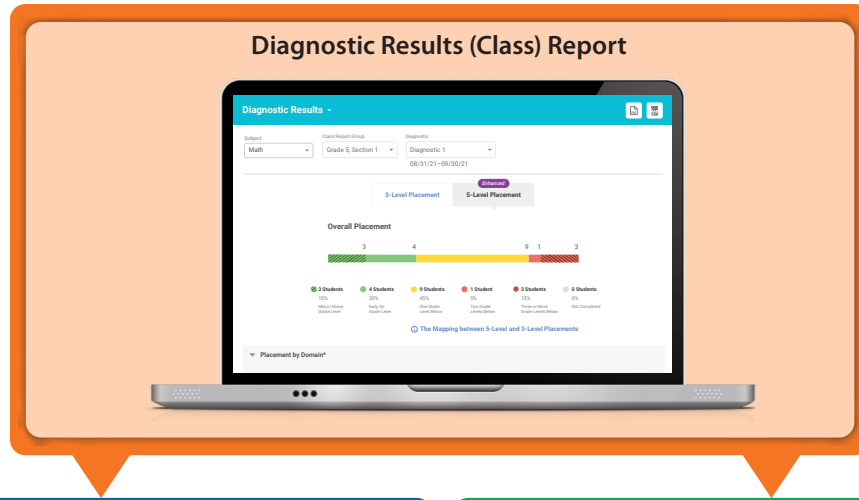 Diagnostic Results (Class) Report
Diagnostic Results
CSV
Subject
Class/Report Group
Diagnostic
Math
Grade 5, Section 1
Diagnostic 1
08/31/21–09/30/21
Enhanced
3-Level Placement
5-Level Placement
Overall Placement
3 4 9 1 3
3 Students
4 Students
9 Students
1 Student
3 Students
0 Students
15%
20%
45%
5%
15%
0%
Mid or Above
Grade Level
Early On
Grade Level
One Grade
Level Below
Two Grade
Levels Below
Three or More
Grade Levels Below
Not Completed
The Mapping between 5-Level and 3-Level Placements
Placement by Domain*